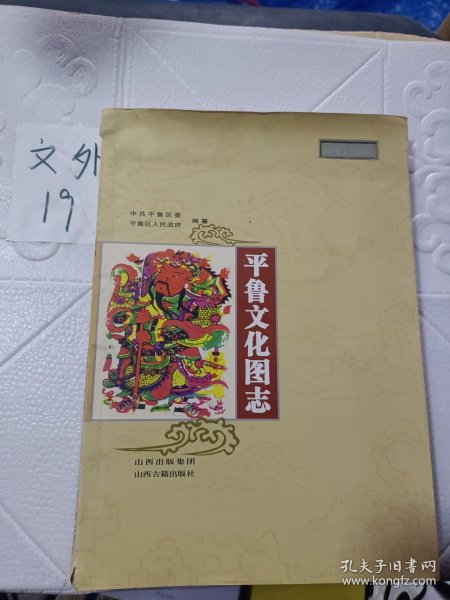 文外
19
中共平鲁区委
平鲁区人民政府
编纂
平鲁文化图志
山西出版集团
山西古籍出版社
孔夫子旧书网
www.kongfz.com